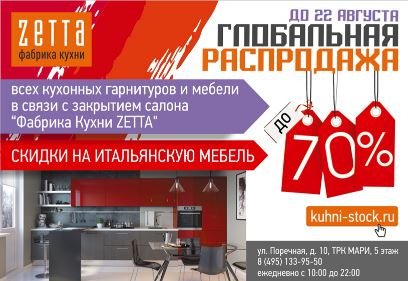 zetta
фабрика кухни
ДО 22 АВГУСТА
ГЛОБАЛЬНАЯ
РАСПРОДАЖА
всех кухонных гарнитуров и мебели
в связи с закрытием салона
"Фабрика Кухни ZETTA"
СКИДКИ НА ИТАЛЬЯНСКУЮ МЕБЕЛЬ
ДО
70%
kuhni-stock.ru
ул. Поречная, д. 10, ТРК МАРИ, 5 этаж
8 (495) 133-95-50
ежедневно с 10:00 до 22:00